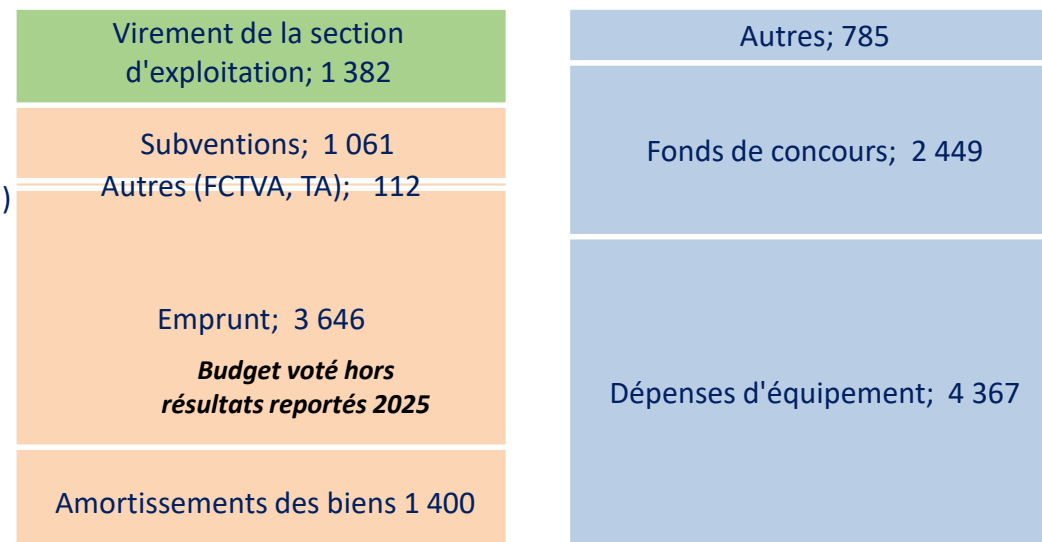 Virement de la section
d'exploitation; 1 382
Subventions; 1 061
Autres (FCTVA, TA); 112
)
Emprunt; 3 646
Budget voté hors
résultats reportés 2025
Amortissements des biens 1 400
Autres; 785
Fonds de concours; 2 449
Dépenses d'équipement; 4 367